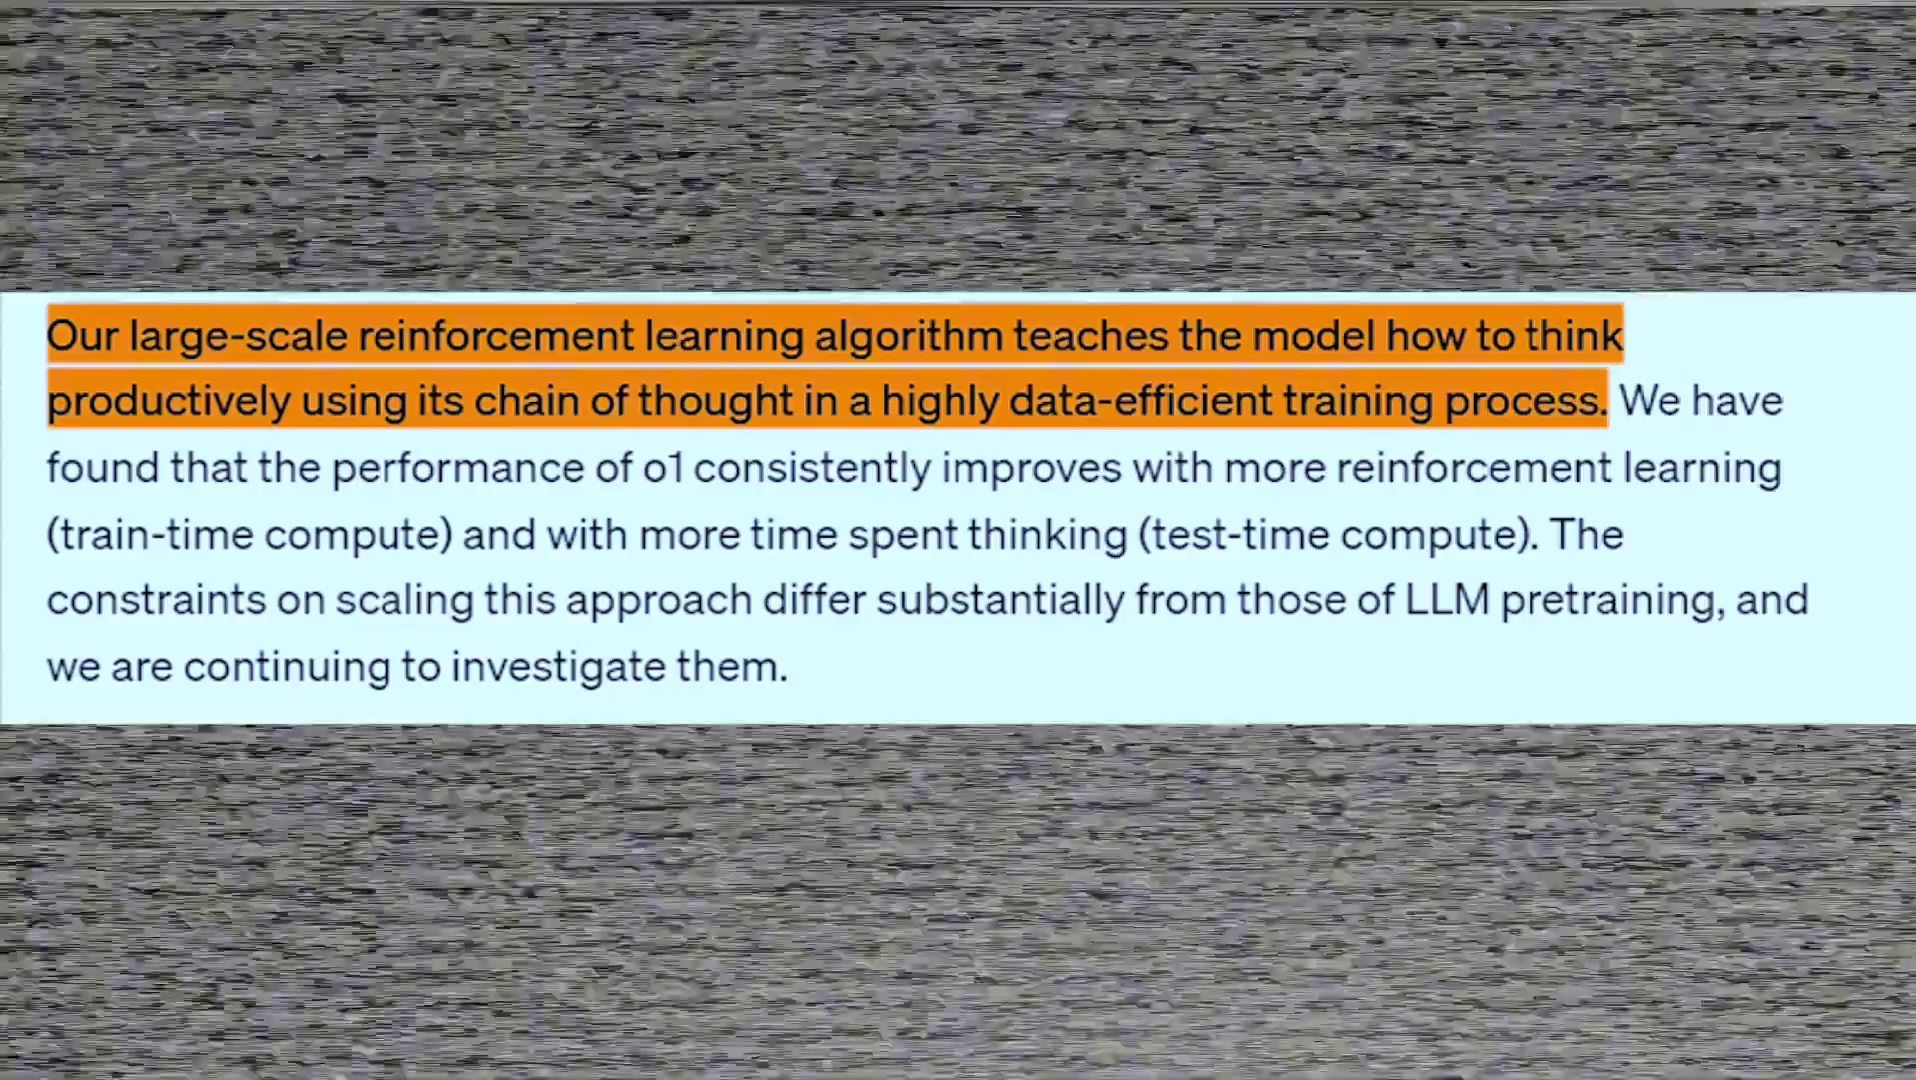 Our large-scale reinforcement learning algorithm teaches the model how to think
productively using its chain of thought in a highly data-efficient training process. We have
found that the performance of o1 consistently improves with more reinforcement learning
(train-time compute) and with more time spent thinking (test-time compute). The
constraints on scaling this approach differ substantially from those of LLM pretraining, and
we are continuing to investigate them.